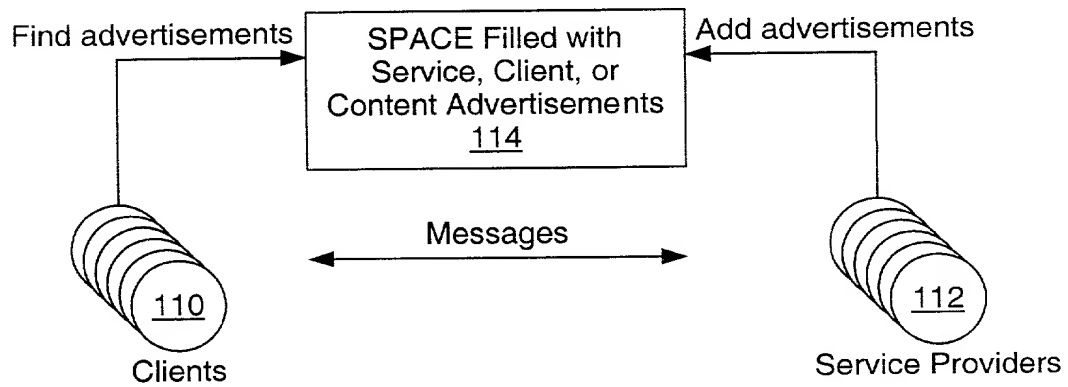 Find advertisements
SPACE Filled with
Service, Client, or
Content Advertisements
114
Add advertisements
Messages
110
Clients
112
Service Providers